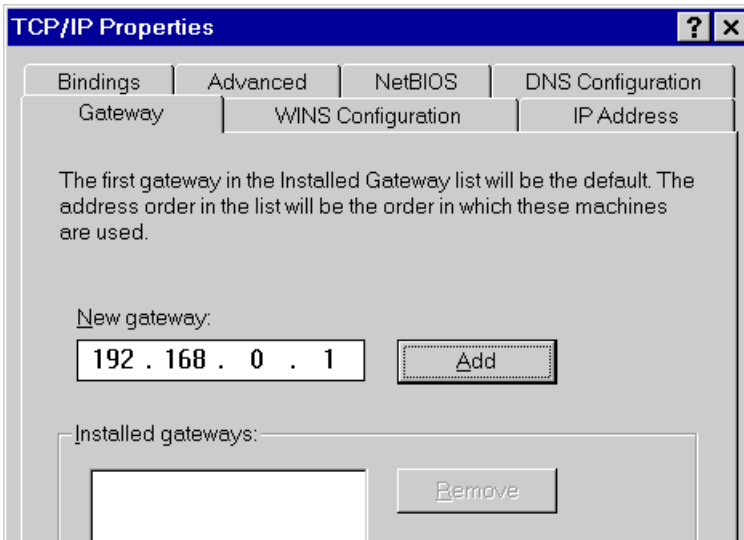 TCP/IP Properties
Bindings Advanced NetBIOS DNS Configuration
Gateway WINS Configuration IP Address
The first gateway in the Installed Gateway list will be the default. The
address order in the list will be the order in which these machines
are used.
New gateway:
192 . 168 . 0 . 1 Add
Installed gateways:
Remove